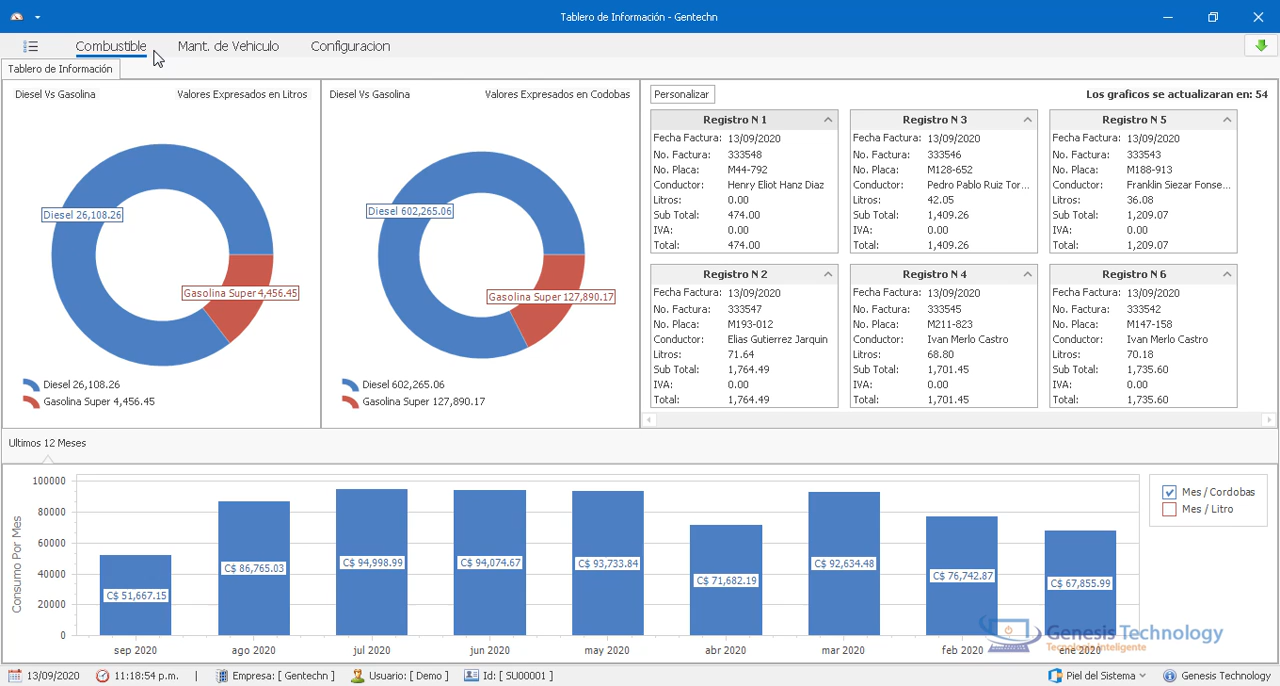 Tablero de Información - Gentechn
Combustible
Mant. de Vehiculo
Configuracion
Tablero de Información
Diesel Vs Gasolina
Valores Expresados en Litros
Diesel 26,108.26
Gasolina Super 4,456.45
Diesel 26,108.26
Gasolina Super 4,456.45
Diesel Vs Gasolina
Valores Expresados en Codobas
Diesel 602,265.06
Gasolina Super 127,890.17
Diesel 602,265.06
Gasolina Super 127,890.17
Personalizar
Los graficos se actualizaran en: 54
Registro N 1
Fecha Factura: 13/09/2020
No. Factura: 333548
No. Placa: M44-792
Conductor: Henry Eliot Hanz Diaz
Litros: 0.00
Sub Total: 474.00
IVA: 0.00
Total: 474.00
Registro N 3
Fecha Factura: 13/09/2020
No. Factura: 333546
No. Placa: M128-652
Conductor: Pedro Pablo Ruiz Tor...
Litros: 42.05
Sub Total: 1,409.26
IVA: 0.00
Total: 1,409.26
Registro N 5
Fecha Factura: 13/09/2020
No. Factura: 333543
No. Placa: M188-913
Conductor: Franklin Siezar Fonse...
Litros: 36.08
Sub Total: 1,209.07
IVA: 0.00
Total: 1,209.07
Registro N 2
Fecha Factura: 13/09/2020
No. Factura: 333547
No. Placa: M193-012
Conductor: Elias Gutierrez Jarquin
Litros: 71.64
Sub Total: 1,764.49
IVA: 0.00
Total: 1,764.49
Registro N 4
Fecha Factura: 13/09/2020
No. Factura: 333545
No. Placa: M211-823
Conductor: Ivan Merlo Castro
Litros: 68.80
Sub Total: 1,701.45
IVA: 0.00
Total: 1,701.45
Registro N 6
Fecha Factura: 13/09/2020
No. Factura: 333542
No. Placa: M147-158
Conductor: Ivan Merlo Castro
Litros: 70.18
Sub Total: 1,735.60
IVA: 0.00
Total: 1,735.60
Ultimos 12 Meses
Consumo Por Mes
100000
80000
60000
40000
20000
0
C$ 51,667.15
C$ 86,765.03
C$ 94,998.99
C$ 94,074.67
C$ 93,733.84
C$ 71,682.19
C$ 92,634.48
C$ 76,742.87
C$ 67,855.99
sep 2020
ago 2020
jul 2020
jun 2020
may 2020
abr 2020
mar 2020
feb 2020
ene 2020
Mes / Cordobas
Mes / Litro
Genesis Technology
Tecnología Inteligente
13/09/2020
11:18:54 p.m.
|
Empresa: [ Gentechn ]
Usuario: [ Demo ]
Id: [ SU00001 ]
Piel del Sistema
Genesis Technology